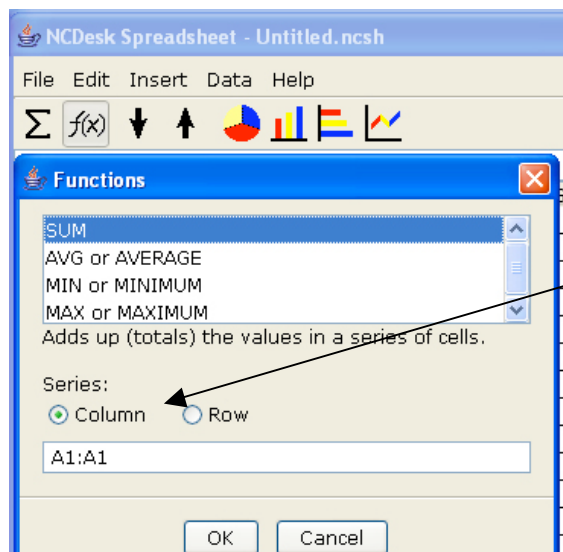 NCDesk Spreadsheet - Untitled.ncsh
File Edit Insert Data Help
Σ f(x)
Functions
SUM
AVG or AVERAGE
MIN or MINIMUM
MAX or MAXIMUM
Adds up (totals) the values in a series of cells.
Series:
Column Row
A1:A1
OK Cancel